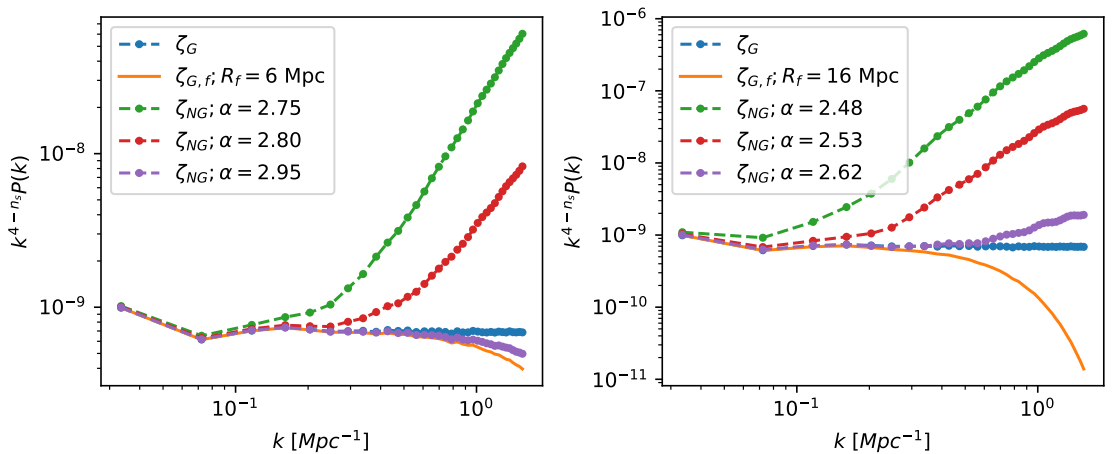 ζ_G
ζ_{G,f}; R_f = 6 Mpc
ζ_{NG}; α = 2.75
ζ_{NG}; α = 2.80
ζ_{NG}; α = 2.95
10^{-8}
10^{-9}
k^{4-n_s}P(k)
10^{-1}
10^{0}
k [Mpc^{-1}]
ζ_G
ζ_{G,f}; R_f = 16 Mpc
ζ_{NG}; α = 2.48
ζ_{NG}; α = 2.53
ζ_{NG}; α = 2.62
10^{-6}
10^{-7}
10^{-8}
10^{-9}
10^{-10}
10^{-11}
k^{4-n_s}P(k)
10^{-1}
10^{0}
k [Mpc^{-1}]